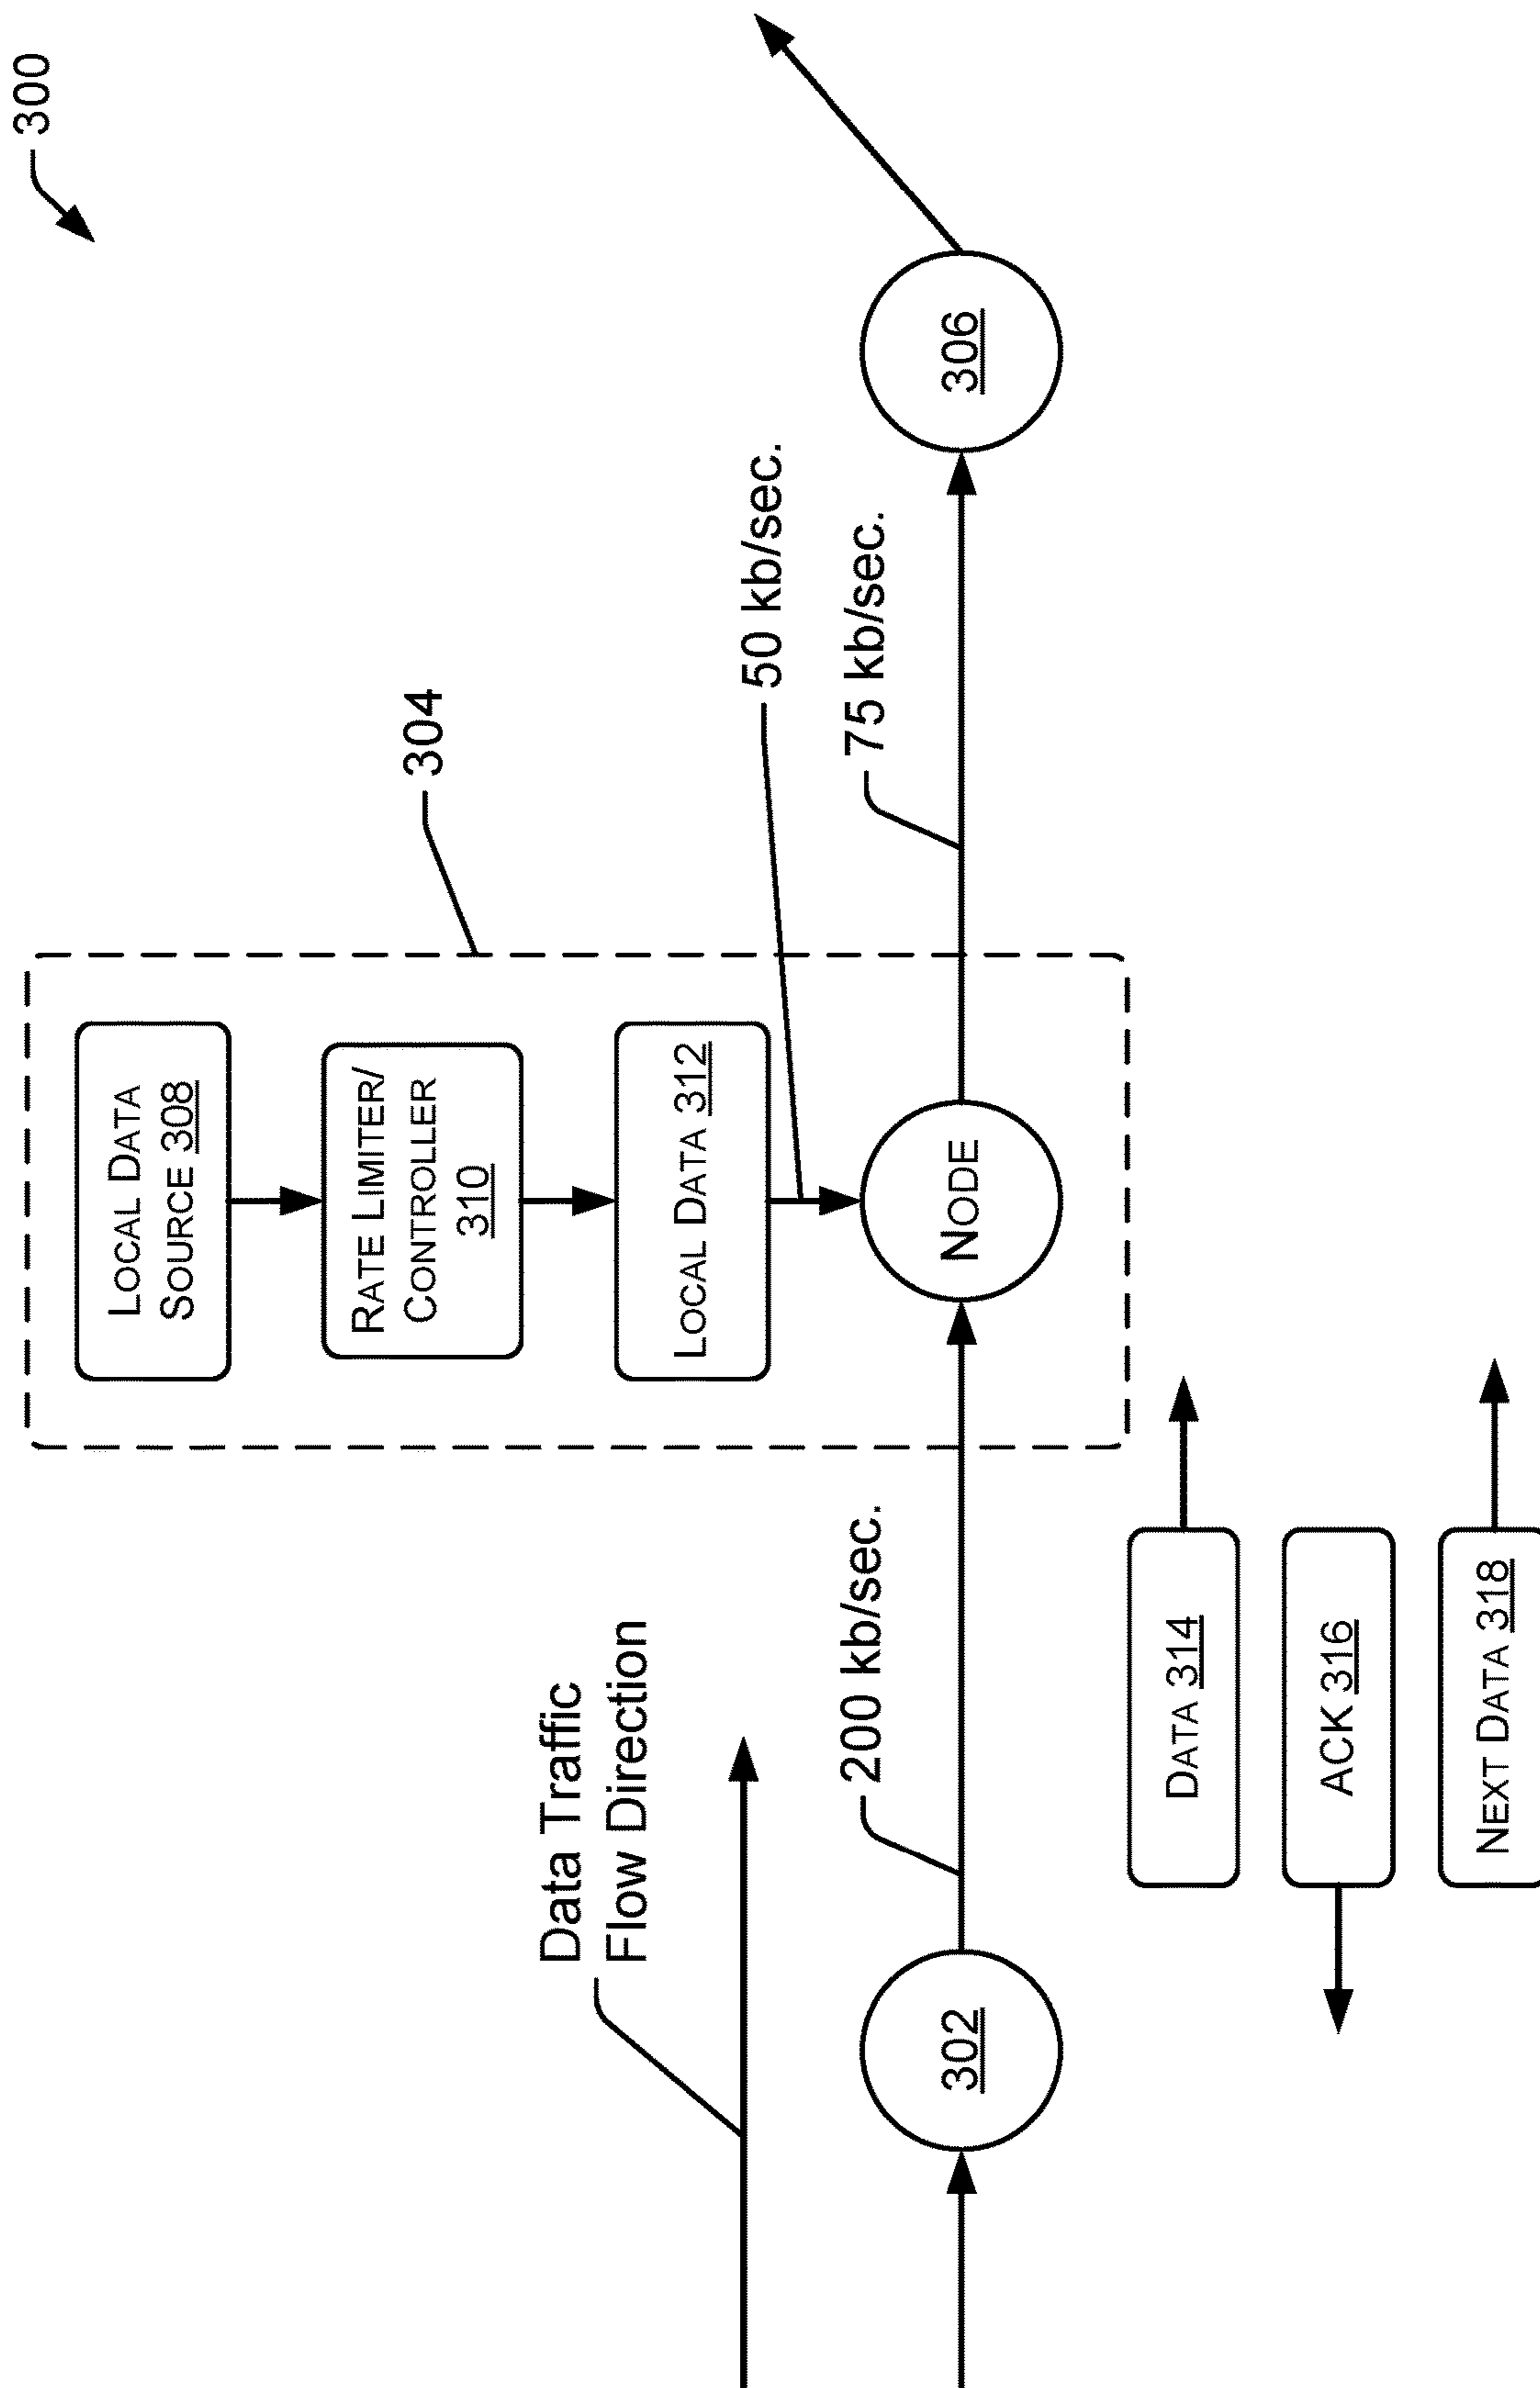 300
304
LOCAL DATA
SOURCE 308
RATE LIMITER/
CONTROLLER
310
LOCAL DATA 312
Data Traffic
Flow Direction
50 kb/sec.
200 kb/sec.
75 kb/sec.
302
NODE
306
DATA 314
ACK 316
NEXT DATA 318